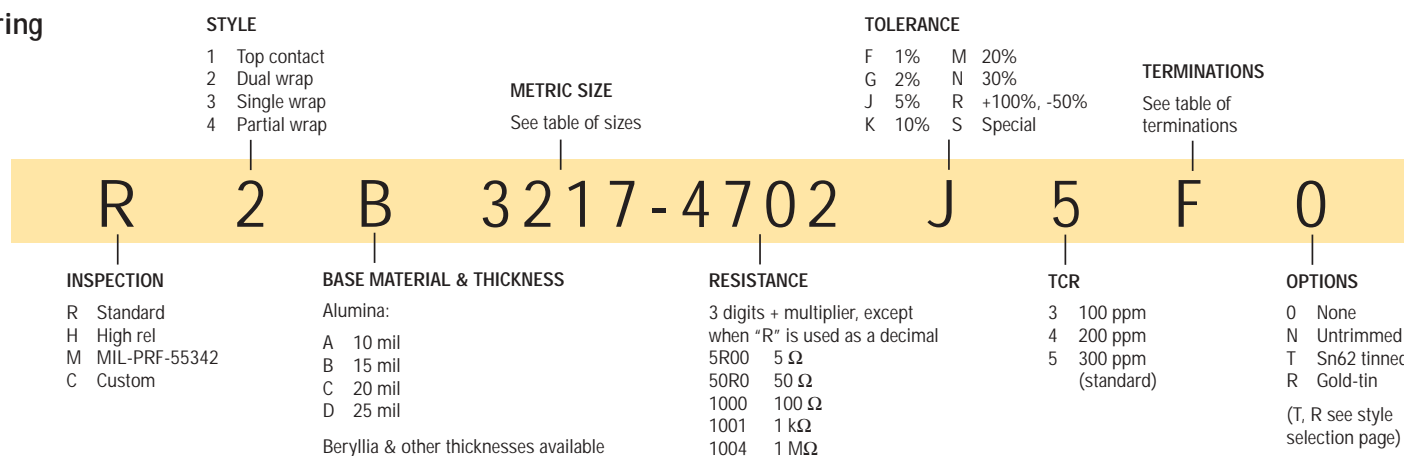 STYLE
1 Top contact
2 Dual wrap
3 Single wrap
4 Partial wrap
METRIC SIZE
See table of sizes
TOLERANCE
F 1% M 20%
G 2% N 30%
J 5% R +100%, -50%
K 10% S Special
TERMINATIONS
See table of
terminations
R 2 B 3217-4702 J 5 F 0
INSPECTION
R Standard
H High rel
M MIL-PRF-55342
C Custom
BASE MATERIAL & THICKNESS
Alumina:
A 10 mil
B 15 mil
C 20 mil
D 25 mil
Beryllia & other thicknesses available
RESISTANCE
3 digits + multiplier, except
when “R” is used as a decimal
5R00 5 Ω
50R0 50 Ω
1000 100 Ω
1001 1 kΩ
1004 1 MΩ
TCR
3 100 ppm
4 200 ppm
5 300 ppm
(standard)
OPTIONS
0 None
N Untrimmed
T Sn62
R Gold-tin
(T, R see style
selection page)